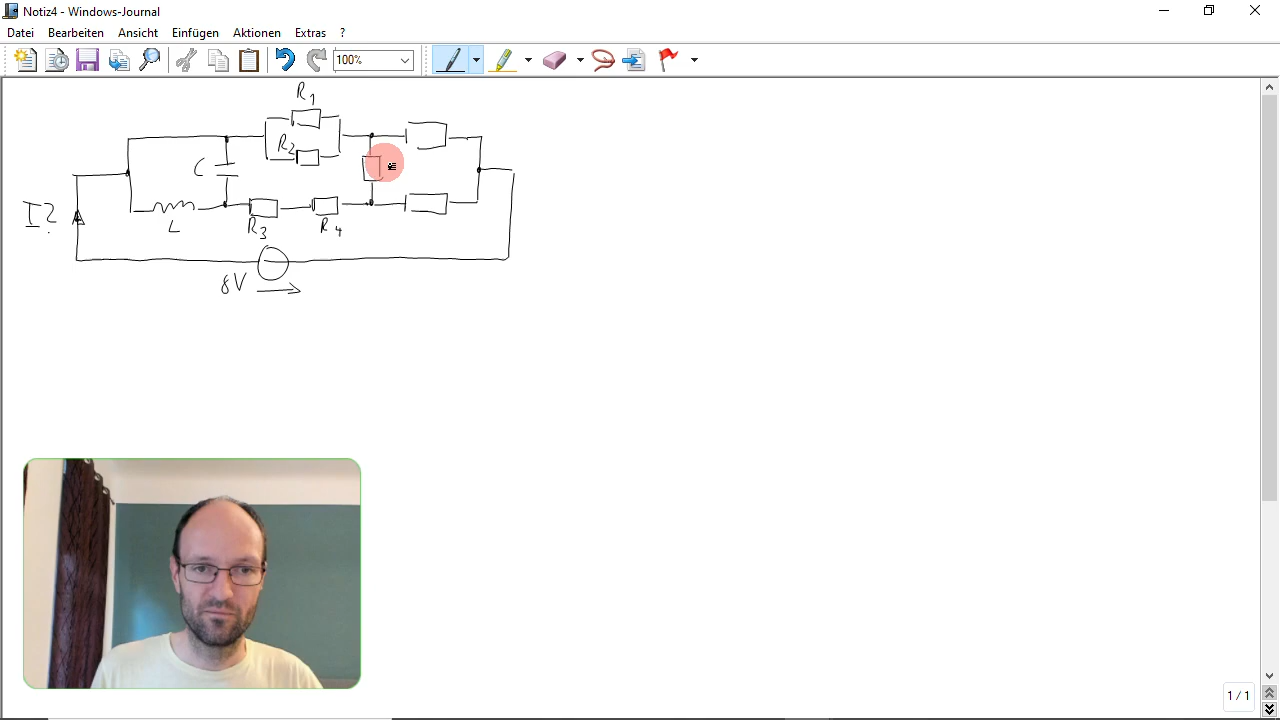 Notiz4 - Windows-Journal
Datei Bearbeiten Ansicht Einfügen Aktionen Extras ?
100%
R1
R2
C
I?
L
R3
R4
8V
1 / 1